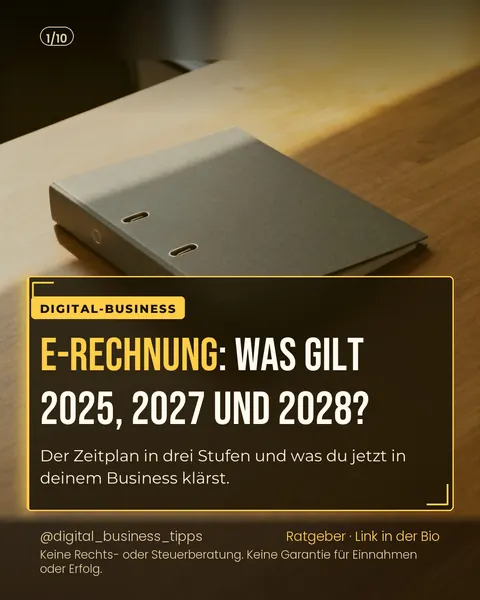 1/10
DIGITAL-BUSINESS
E-RECHNUNG: WAS GILT
2025, 2027 UND 2028?
Der Zeitplan in drei Stufen und was du jetzt in
deinem Business klärst.
@digital_business_tipps
Ratgeber · Link in der Bio
Keine Rechts- oder Steuerberatung. Keine Garantie für Einnahmen
oder Erfolg.